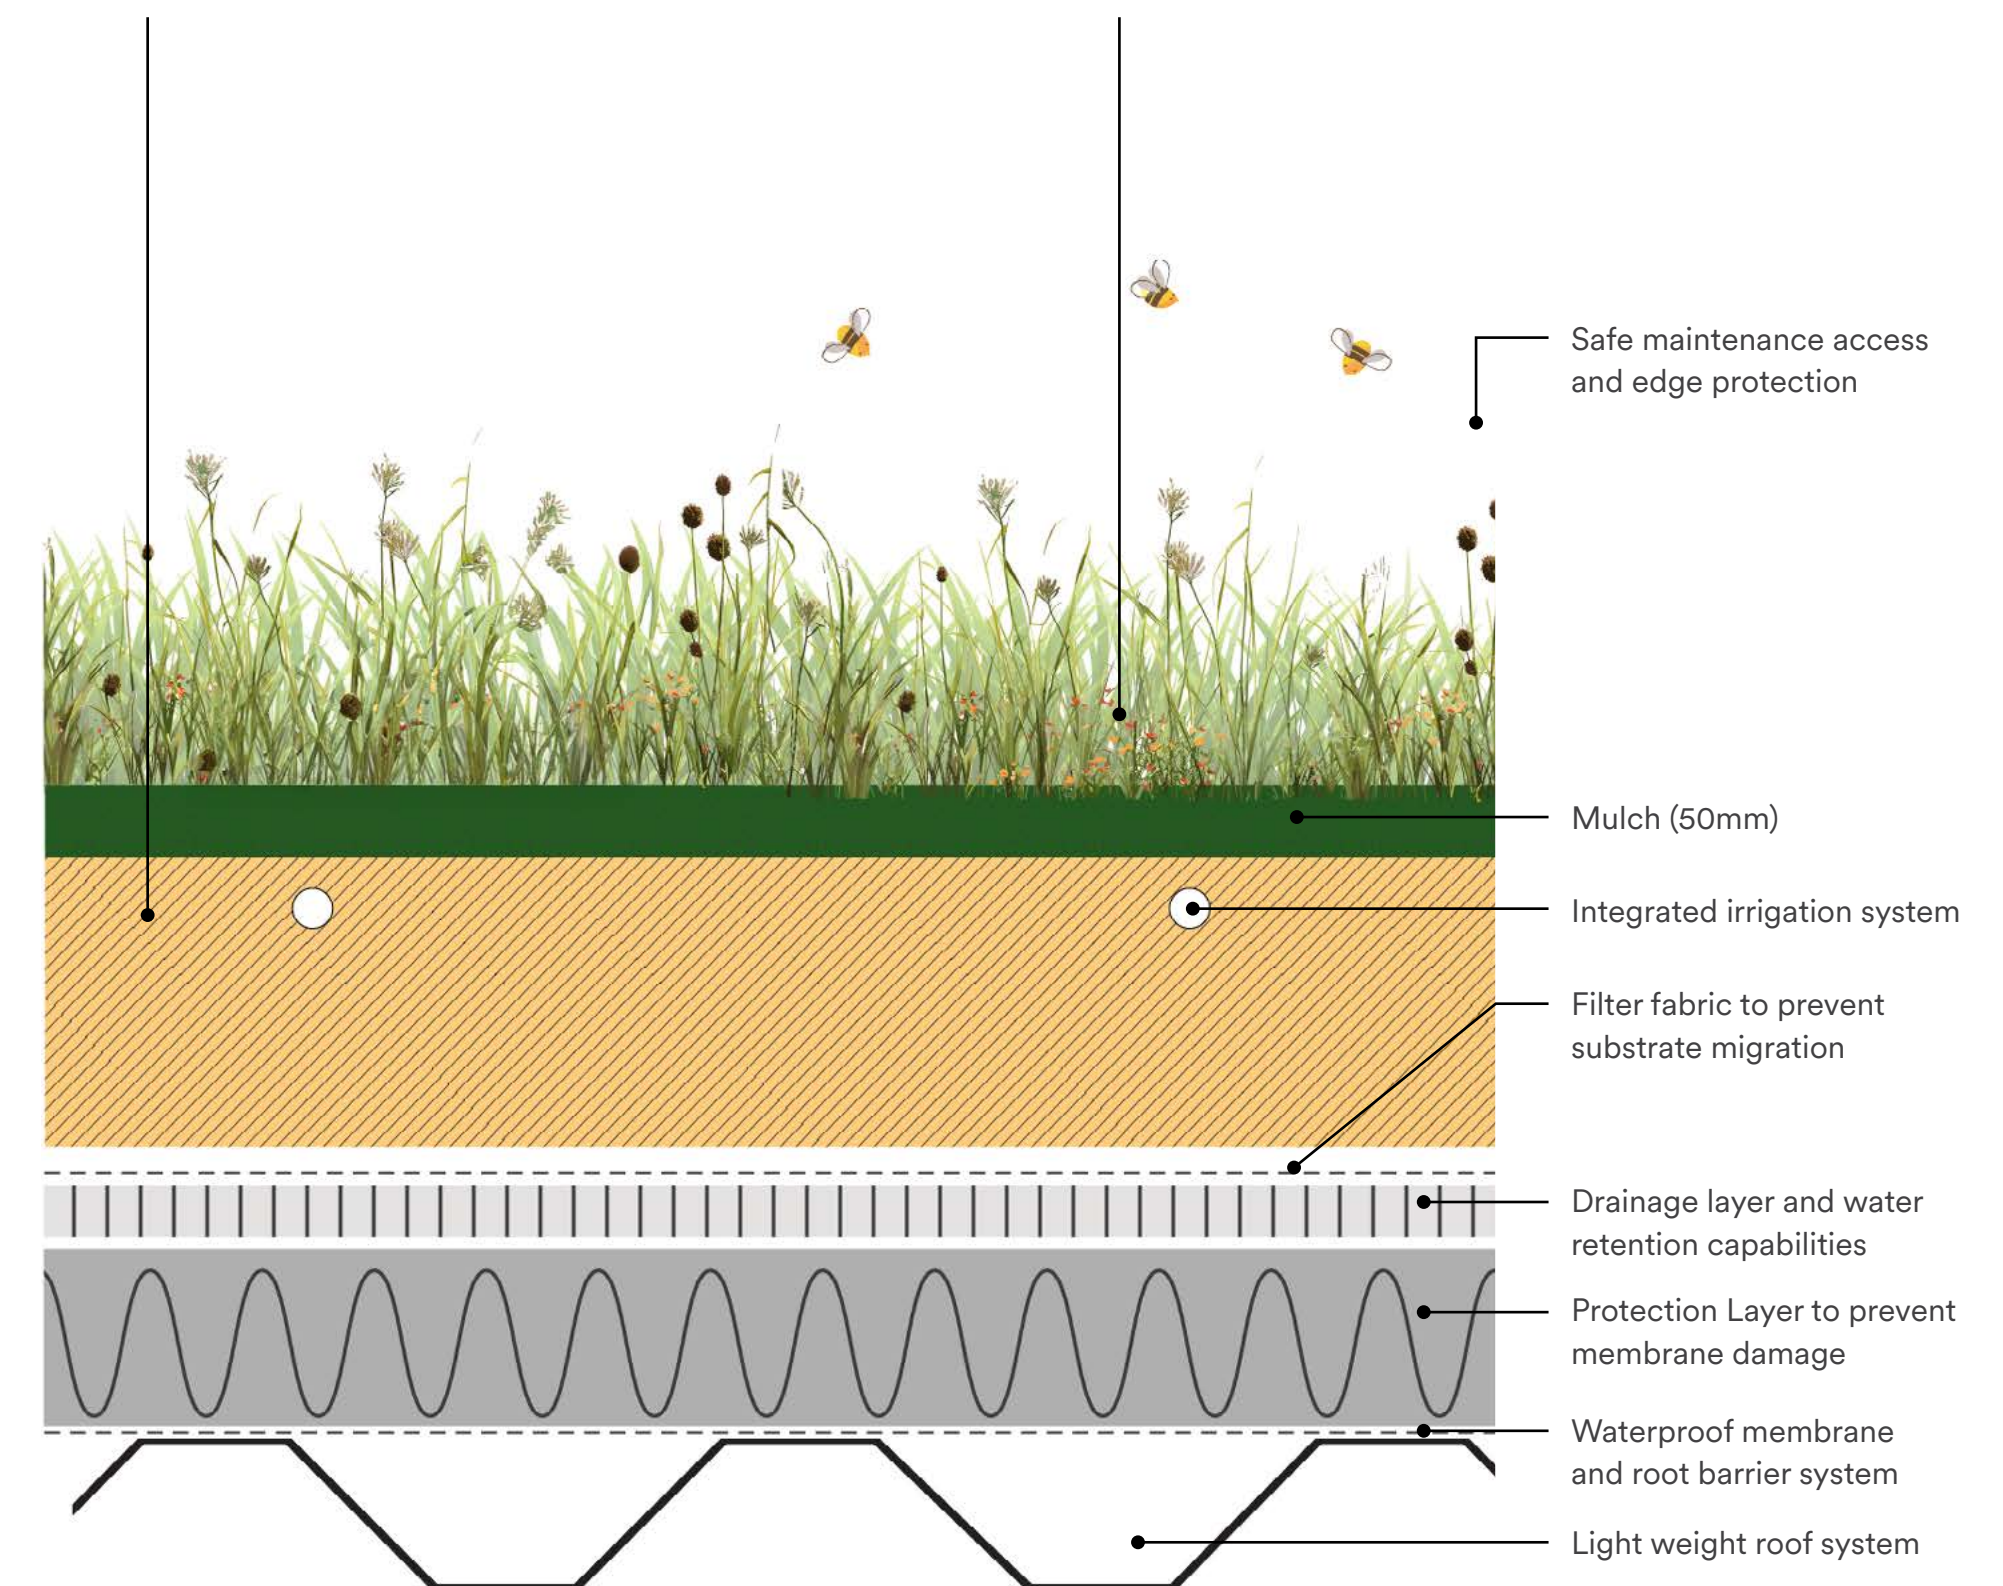 Safe maintenance access
and edge protection
Mulch (50mm)
Integrated irrigation system
Filter fabric to prevent
substrate migration
Drainage layer and water
retention capabilities
Protection Layer to prevent
membrane damage
Waterproof membrane
and root barrier system
Light weight roof system